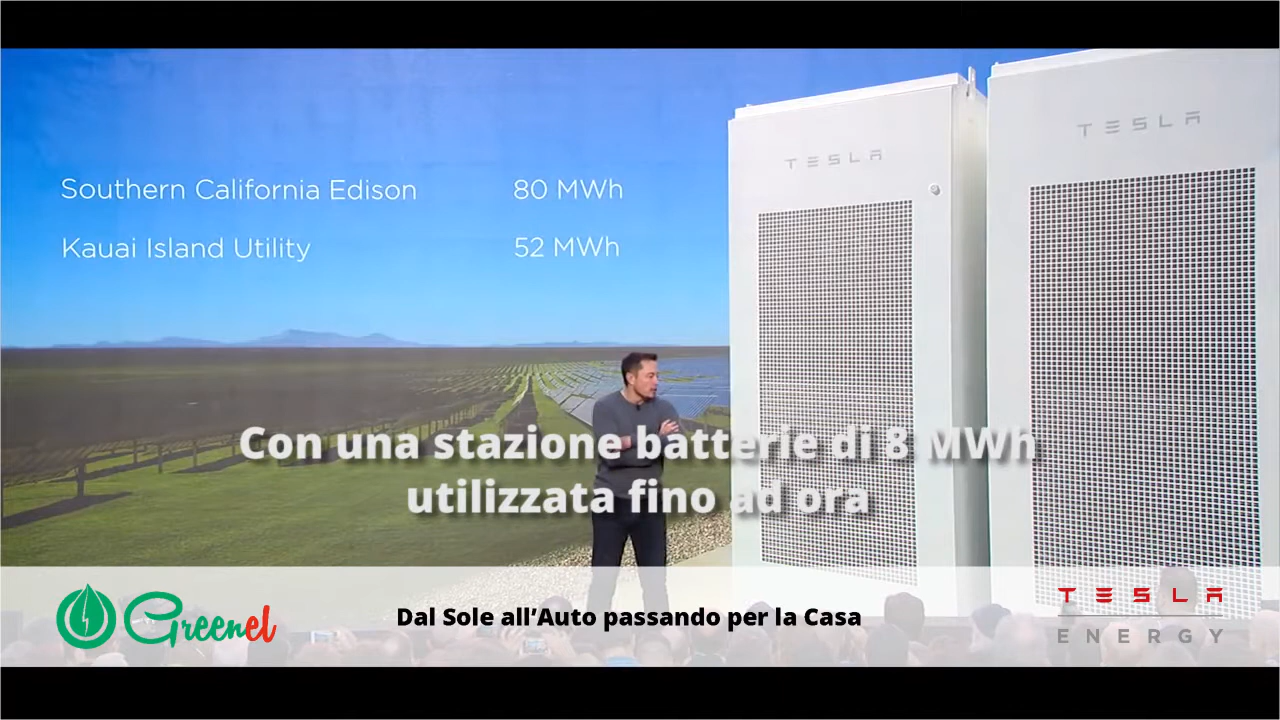 TESLA
TESLA
Southern California Edison 80 MWh
Kauai Island Utility 52 MWh
Con una stazione batterie di 8 MWh
utilizzata fino ad ora
Greenel
Dal Sole all’Auto passando per la Casa
TESLA
ENERGY